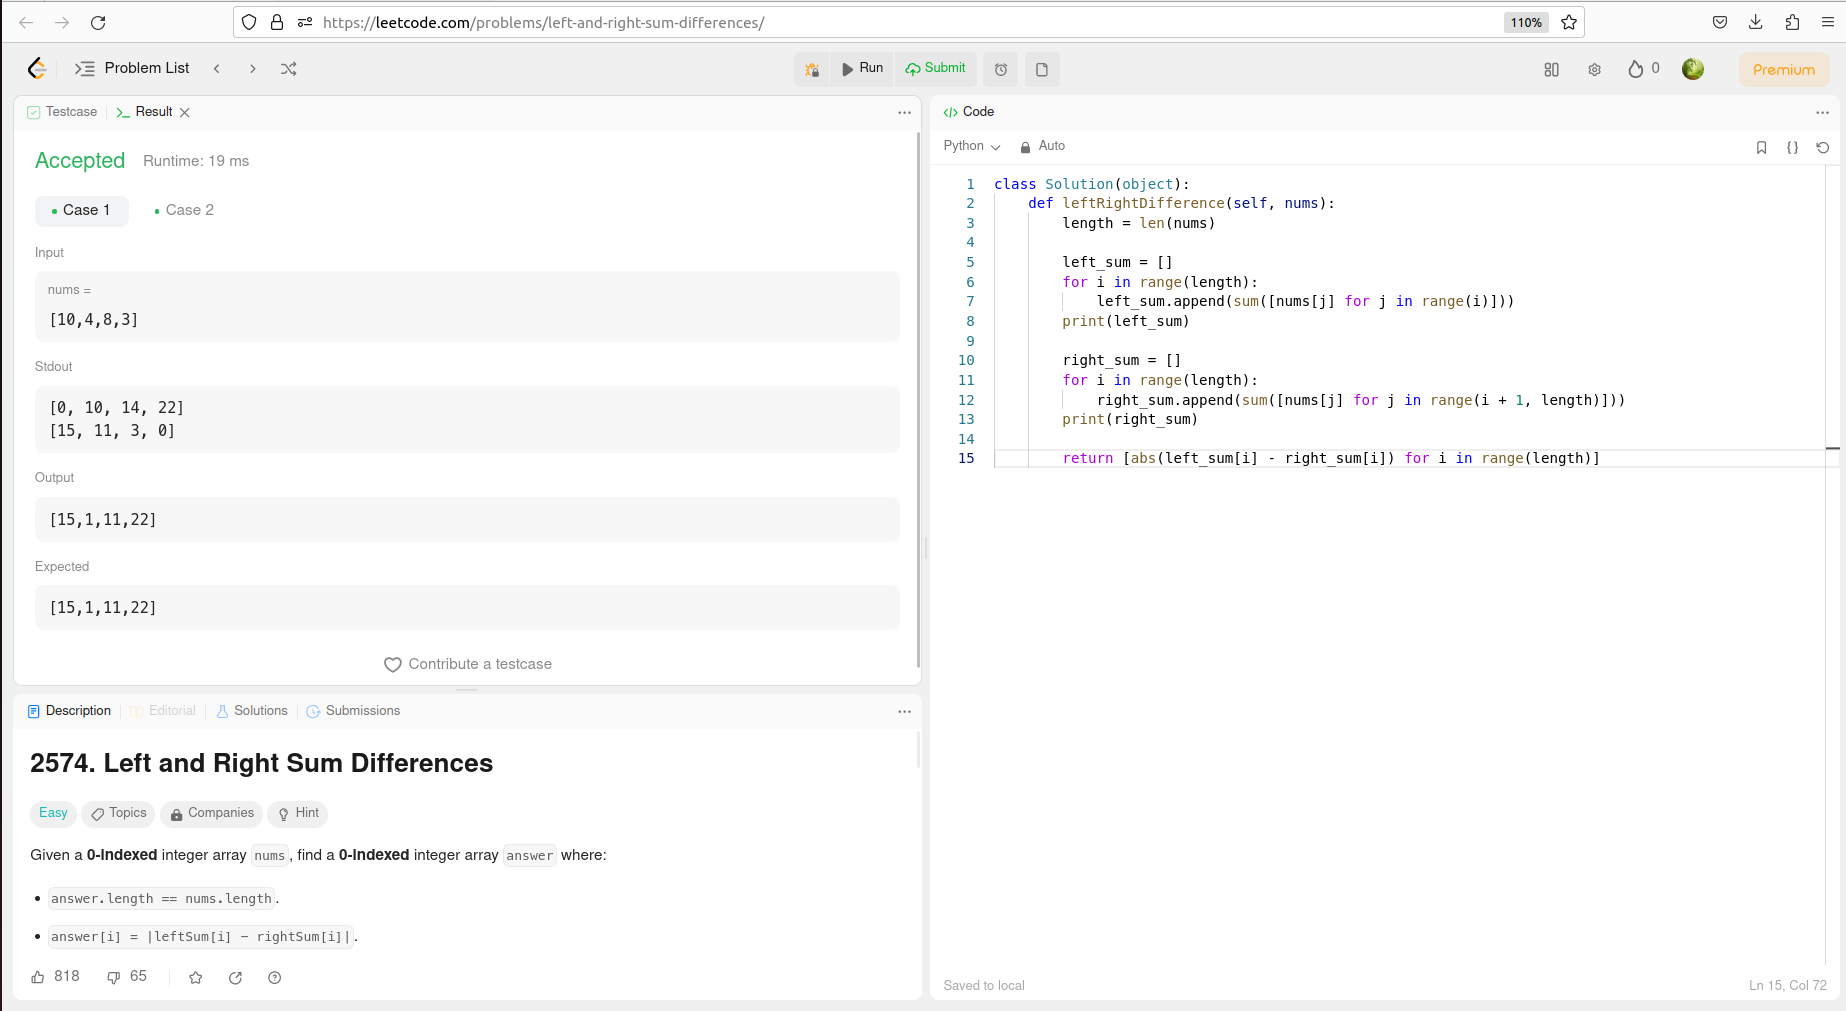 https://leetcode.com/problems/left-and-right-sum-differences/
110%
Problem List
Run
Submit
0
Premium
Testcase
Result
Accepted
Runtime: 19 ms
Case 1
Case 2
Input
nums =
[10,4,8,3]
Stdout
[0, 10, 14, 22]
[15, 11, 3, 0]
Output
[15,1,11,22]
Expected
[15,1,11,22]
Contribute a testcase
Description
Editorial
Solutions
Submissions
2574. Left and Right Sum Differences
Easy
Topics
Companies
Hint
Given a 0-indexed integer array nums, find a 0-indexed integer array answer where:
• answer.length == nums.length.
• answer[i] = |leftSum[i] − rightSum[i]|.
818
65
</> Code
Python
Auto
{}
1 class Solution(object):
2     def leftRightDifference(self, nums):
3         length = len(nums)
4
5         left_sum = []
6         for i in range(length):
7             left_sum.append(sum([nums[j] for j in range(i)]))
8         print(left_sum)
9
10         right_sum = []
11         for i in range(length):
12             right_sum.append(sum([nums[j] for j in range(i + 1, length)]))
13         print(right_sum)
14
15         return [abs(left_sum[i] - right_sum[i]) for i in range(length)]
Saved to local
Ln 15, Col 72